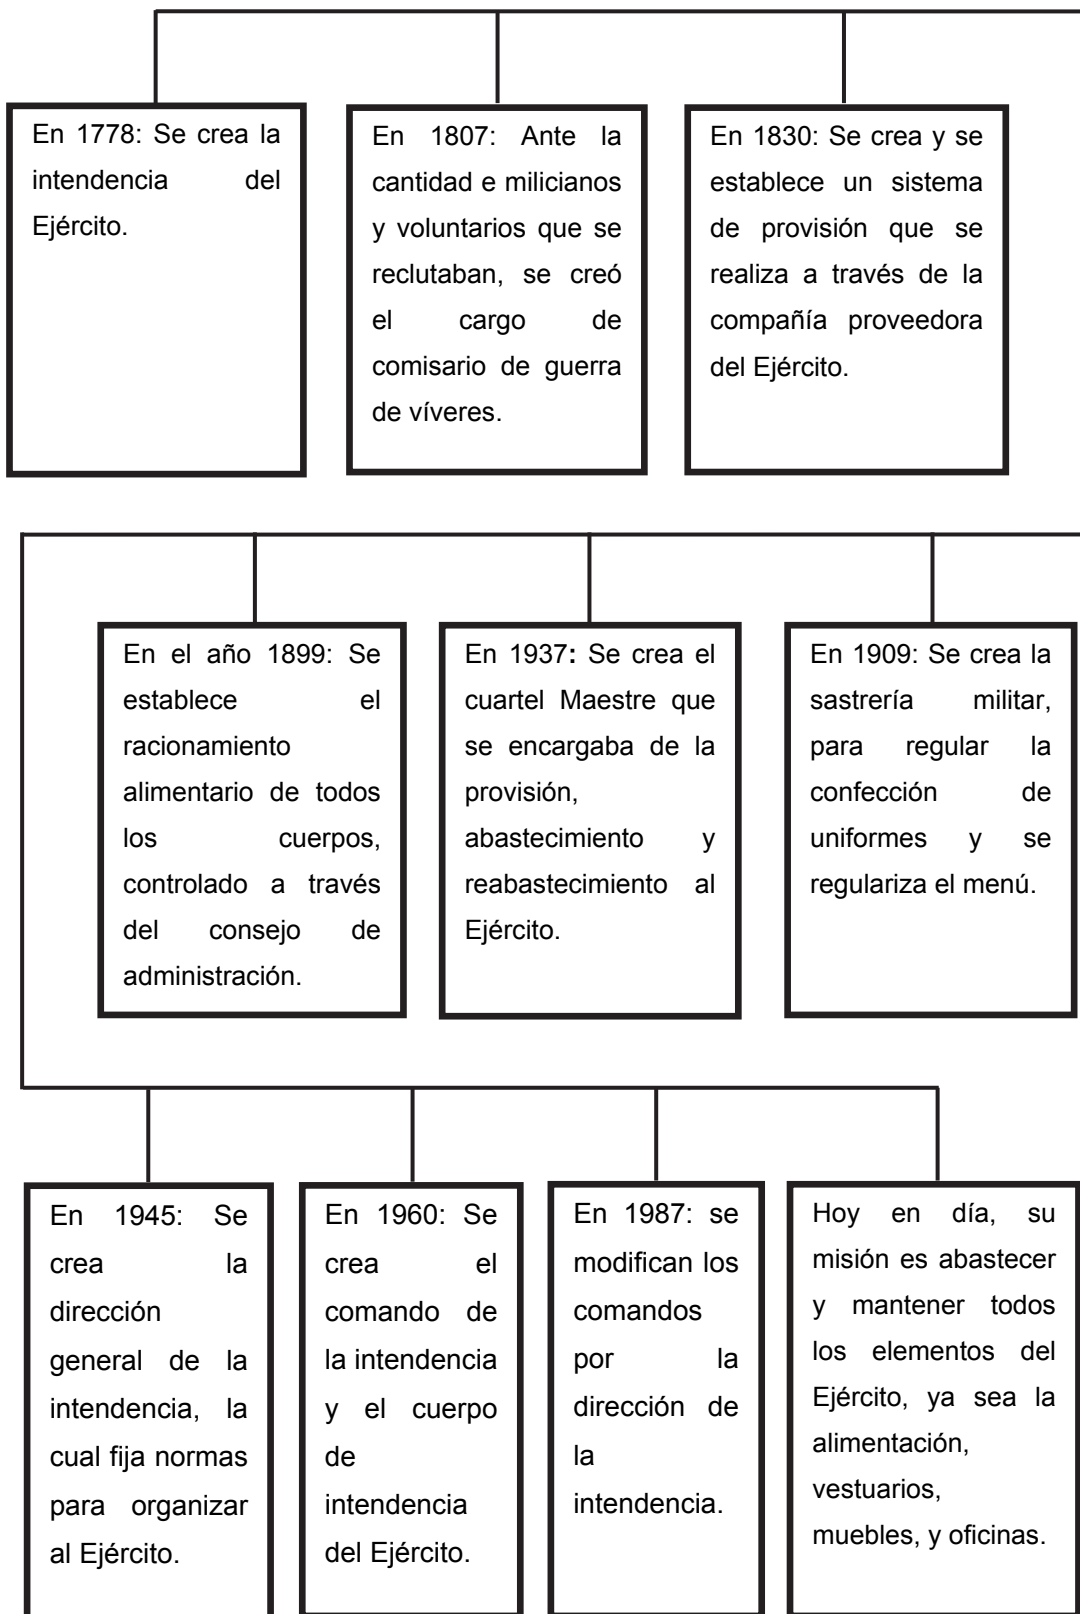 En 1778: Se crea la
intendencia del
Ejército.
En 1807: Ante la
cantidad e milicianos
y voluntarios que se
reclutaban, se creó
el cargo de
comisario de guerra
de víveres.
En 1830: Se crea y se
establece un sistema
de provisión que se
realiza a través de la
compañía proveedora
del Ejército.
En el año 1899: Se
establece el
racionamiento
alimentario de todos
los cuerpos,
controlado a través
del consejo de
administración.
En 1937: Se crea el
cuartel Maestre que
se encargaba de la
provisión,
abastecimiento y
reabastecimiento al
Ejército.
En 1909: Se crea la
sastrería militar,
para regular la
confección de
uniformes y se
regulariza el menú.
En 1945: Se
crea la
dirección
general de la
intendencia, la
cual fija normas
para organizar
al Ejército.
En 1960: Se
crea el
comando de
la intendencia
y el cuerpo
de
intendencia
del Ejército.
En 1987: se
modifican los
comandos
por la
dirección de
la
intendencia.
Hoy en día, su
misión es abastecer
y mantener todos
los elementos del
Ejército, ya sea la
alimentación,
vestuarios,
muebles, y oficinas.